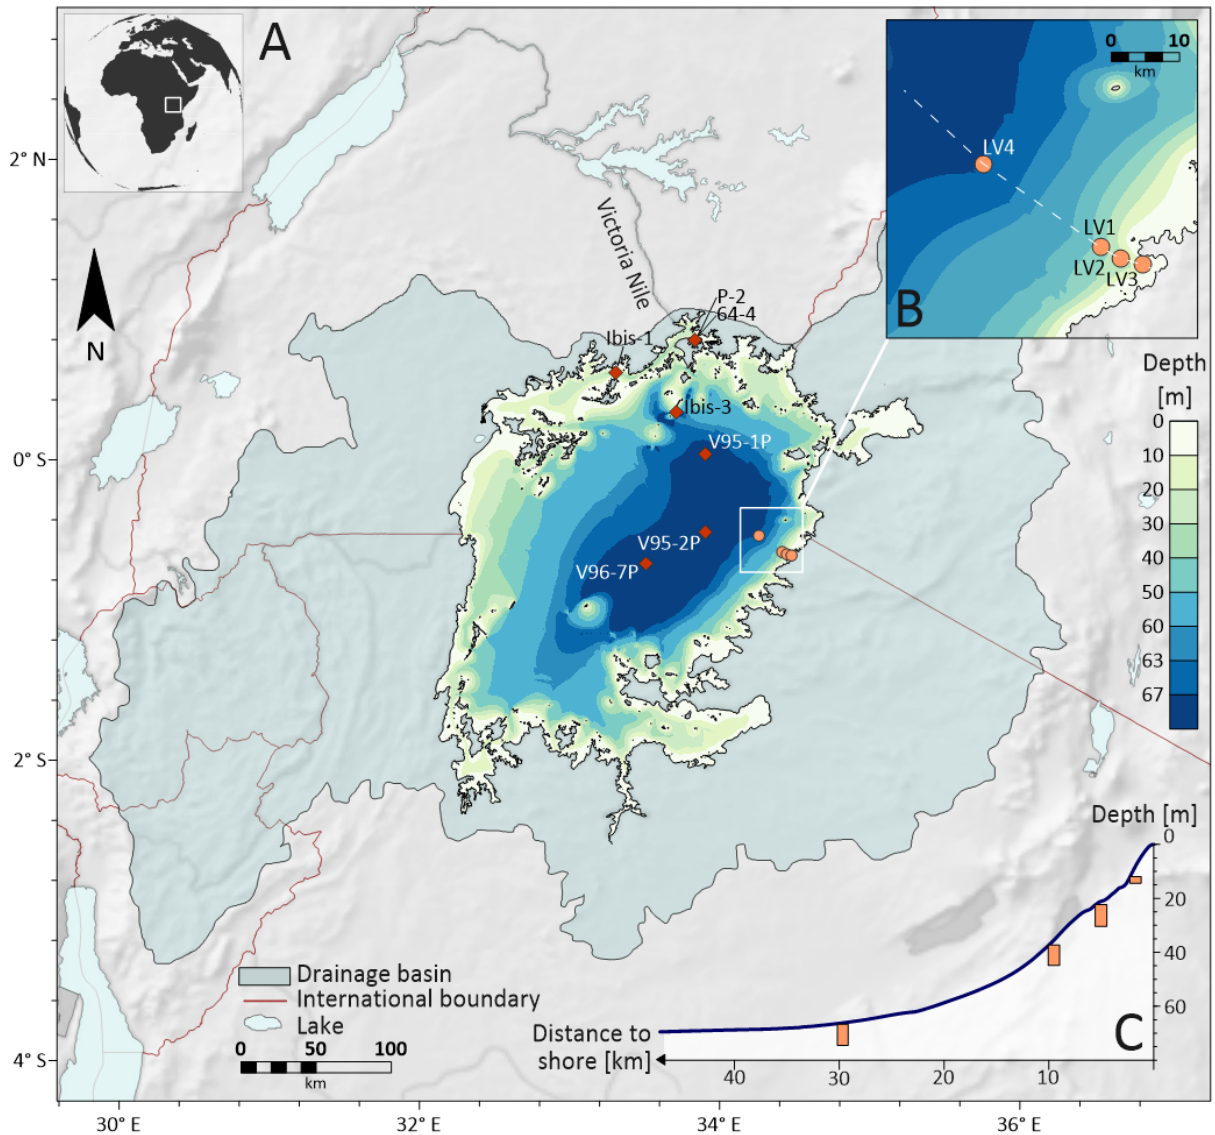 A
0 10
km
LV4
LV1
LV2
LV3
B
2° N
0° S
2° S
4° S
N
Victoria Nile
P-2
64-4
Ibis-1
Ibis-3
V95-1P
V95-2P
V96-7P
Depth
[m]
0
10
20
30
40
50
60
63
67
Drainage basin
International boundary
Lake
0 50 100
km
Depth [m]
0
20
40
60
C
Distance to
shore [km]
40 30 20 10
30° E 32° E 34° E 36° E